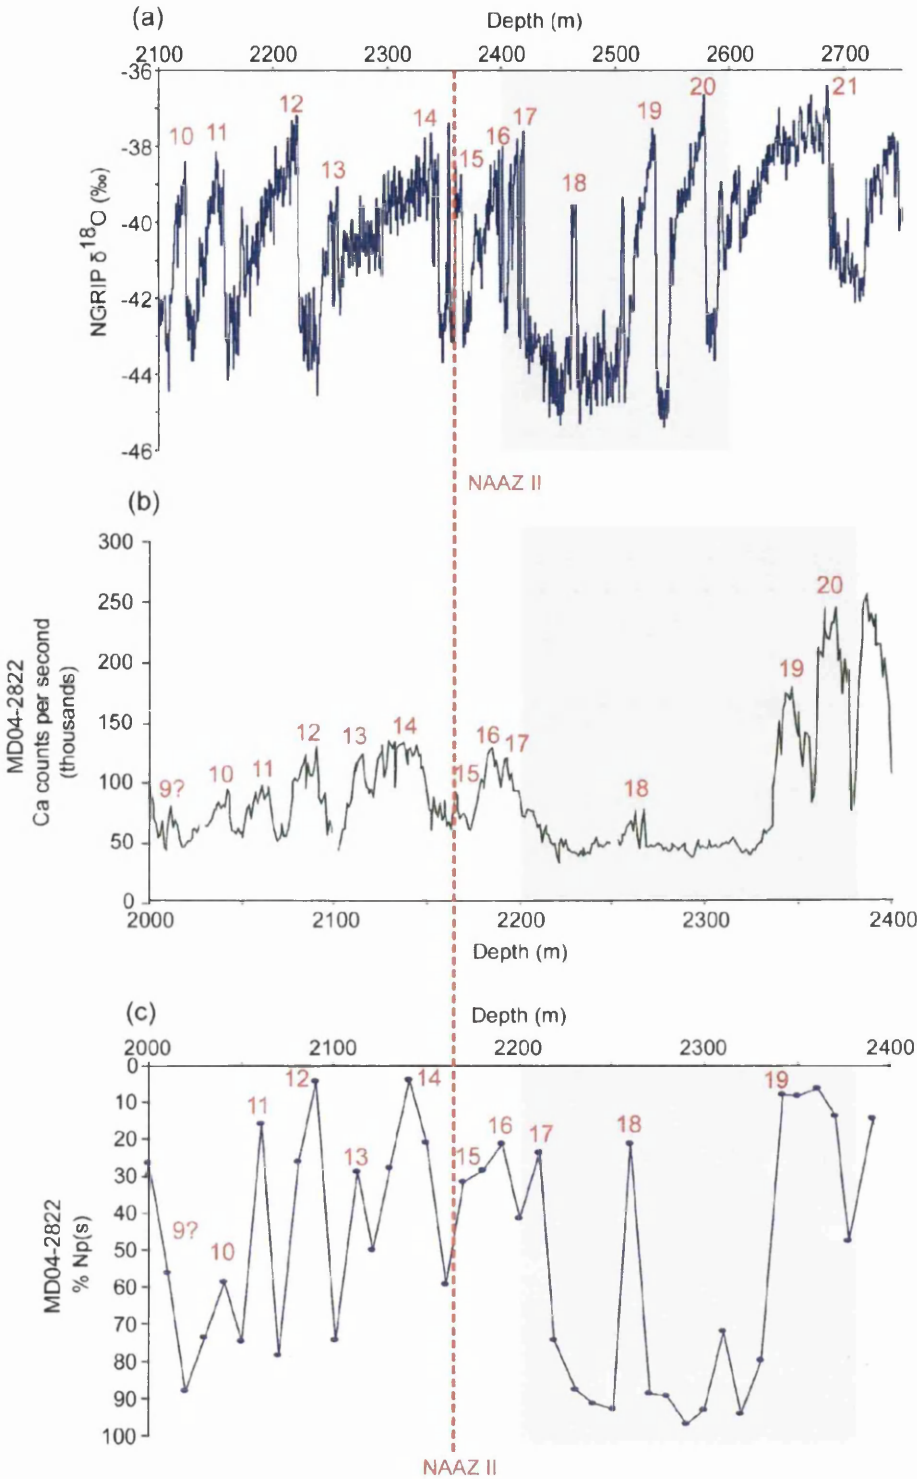 (a)
Depth (m)
2100 2200 2300 2400 2500 2600 2700
-36
-38
-40
-42
-44
-46
NGRIP δ18O (‰)
10 11 12 13 14 15 16 17 18 19 20 21
NAAZ II
(b)
300
250
200
150
100
50
0
MD04-2822
Ca counts per second
(thousands)
9? 10 11 12 13 14 15 16 17 18 19 20
2000 2100 2200 2300 2400
Depth (m)
(c)
Depth (m)
2000 2100 2200 2300 2400
0
10
20
30
40
50
60
70
80
90
100
MD04-2822
% Np(s)
9? 10 11 12 13 14 15 16 17 18 19
NAAZ II